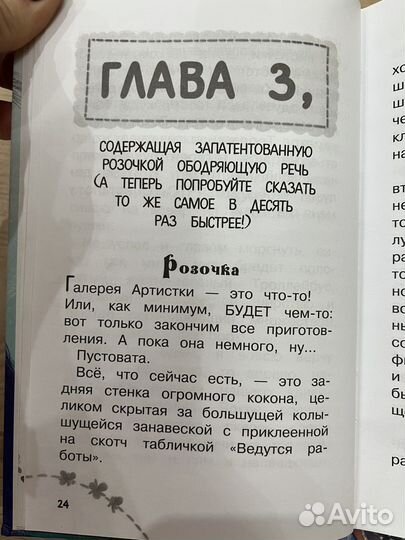 ГЛАВА 3,
СОДЕРЖАЩАЯ ЗАПАТЕНТОВАННУЮ
РОЗОЧКОЙ ОБОДРЯЮЩУЮ РЕЧЬ
(А ТЕПЕРЬ ПОПРОБУЙТЕ СКАЗАТЬ
ТО ЖЕ САМОЕ В ДЕСЯТЬ
РАЗ БЫСТРЕЕ!)
Розочка
Галерея Артистки — это что-то!
Или, как минимум, БУДЕТ чем-то:
вот только закончим все приготов-
ления. А пока она немного, ну...
Пустовата.
Всё, что сейчас есть, — это за-
дняя стенка огромного кокона, це-
ликом скрытая за большущей колы-
шущейся занавеской с приклеенной
на скотч табличкой «Ведутся ра-
боты».
24
Avito